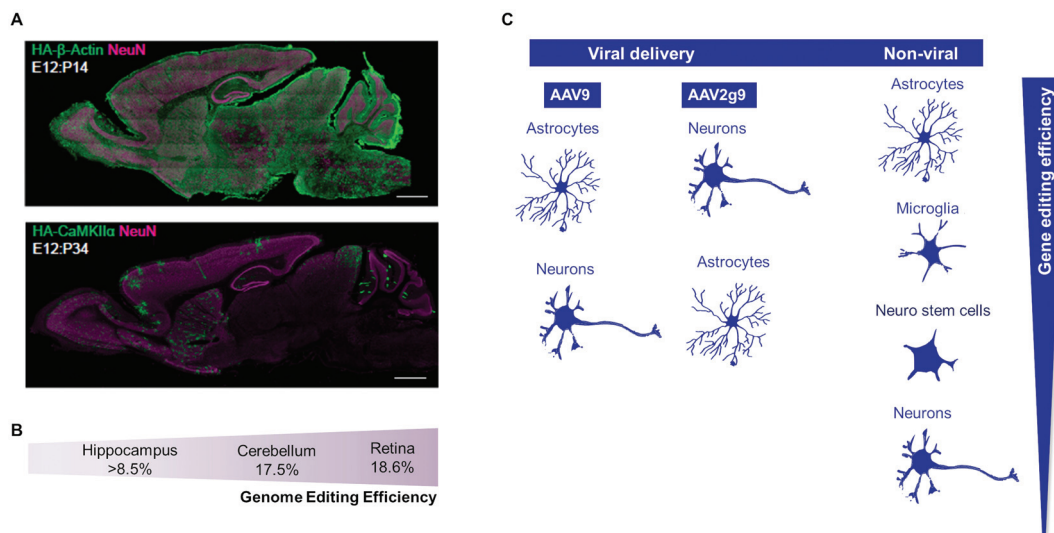 A
HA-β-Actin NeuN
E12:P14
HA-CaMKIIα NeuN
E12:P34
B
Hippocampus
>8.5%
Cerebellum
17.5%
Retina
18.6%
Genome Editing Efficiency
C
Viral delivery
Non-viral
AAV9
AAV2g9
Astrocytes
Neurons
Neurons
Astrocytes
Astrocytes
Microglia
Neuro stem cells
Neurons
Gene editing efficiency